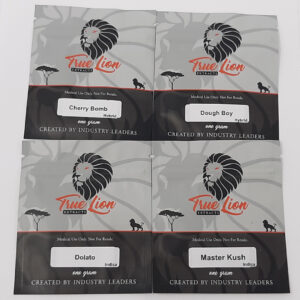 True Lion
EXTRACTS
Medical Use Only. Not For Resale.
Cherry Bomb
Hybrid
one gram
CREATED BY INDUSTRY LEADERS
True Lion
EXTRACTS
Medical Use Only. Not For Resale.
Dough Boy
Hybrid
one gram
CREATED BY INDUSTRY LEADERS
True Lion
EXTRACTS
Medical Use Only. Not For Resale.
Dolato
Indica
one gram
CREATED BY INDUSTRY LEADERS
True Lion
EXTRACTS
Medical Use Only. Not For Resale.
Master Kush
Indica
one gram
CREATED BY INDUSTRY LEADERS